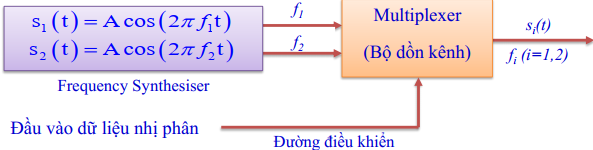 s₁(t) = A cos(2π f₁t)
s₂(t) = A cos(2π f₂t)
Frequency Synthesiser
f₁
f₂
Multiplexer
(Bộ dồn kênh)
sᵢ(t)
fᵢ (i=1,2)
Đầu vào dữ liệu nhị phân
Đường điều khiển